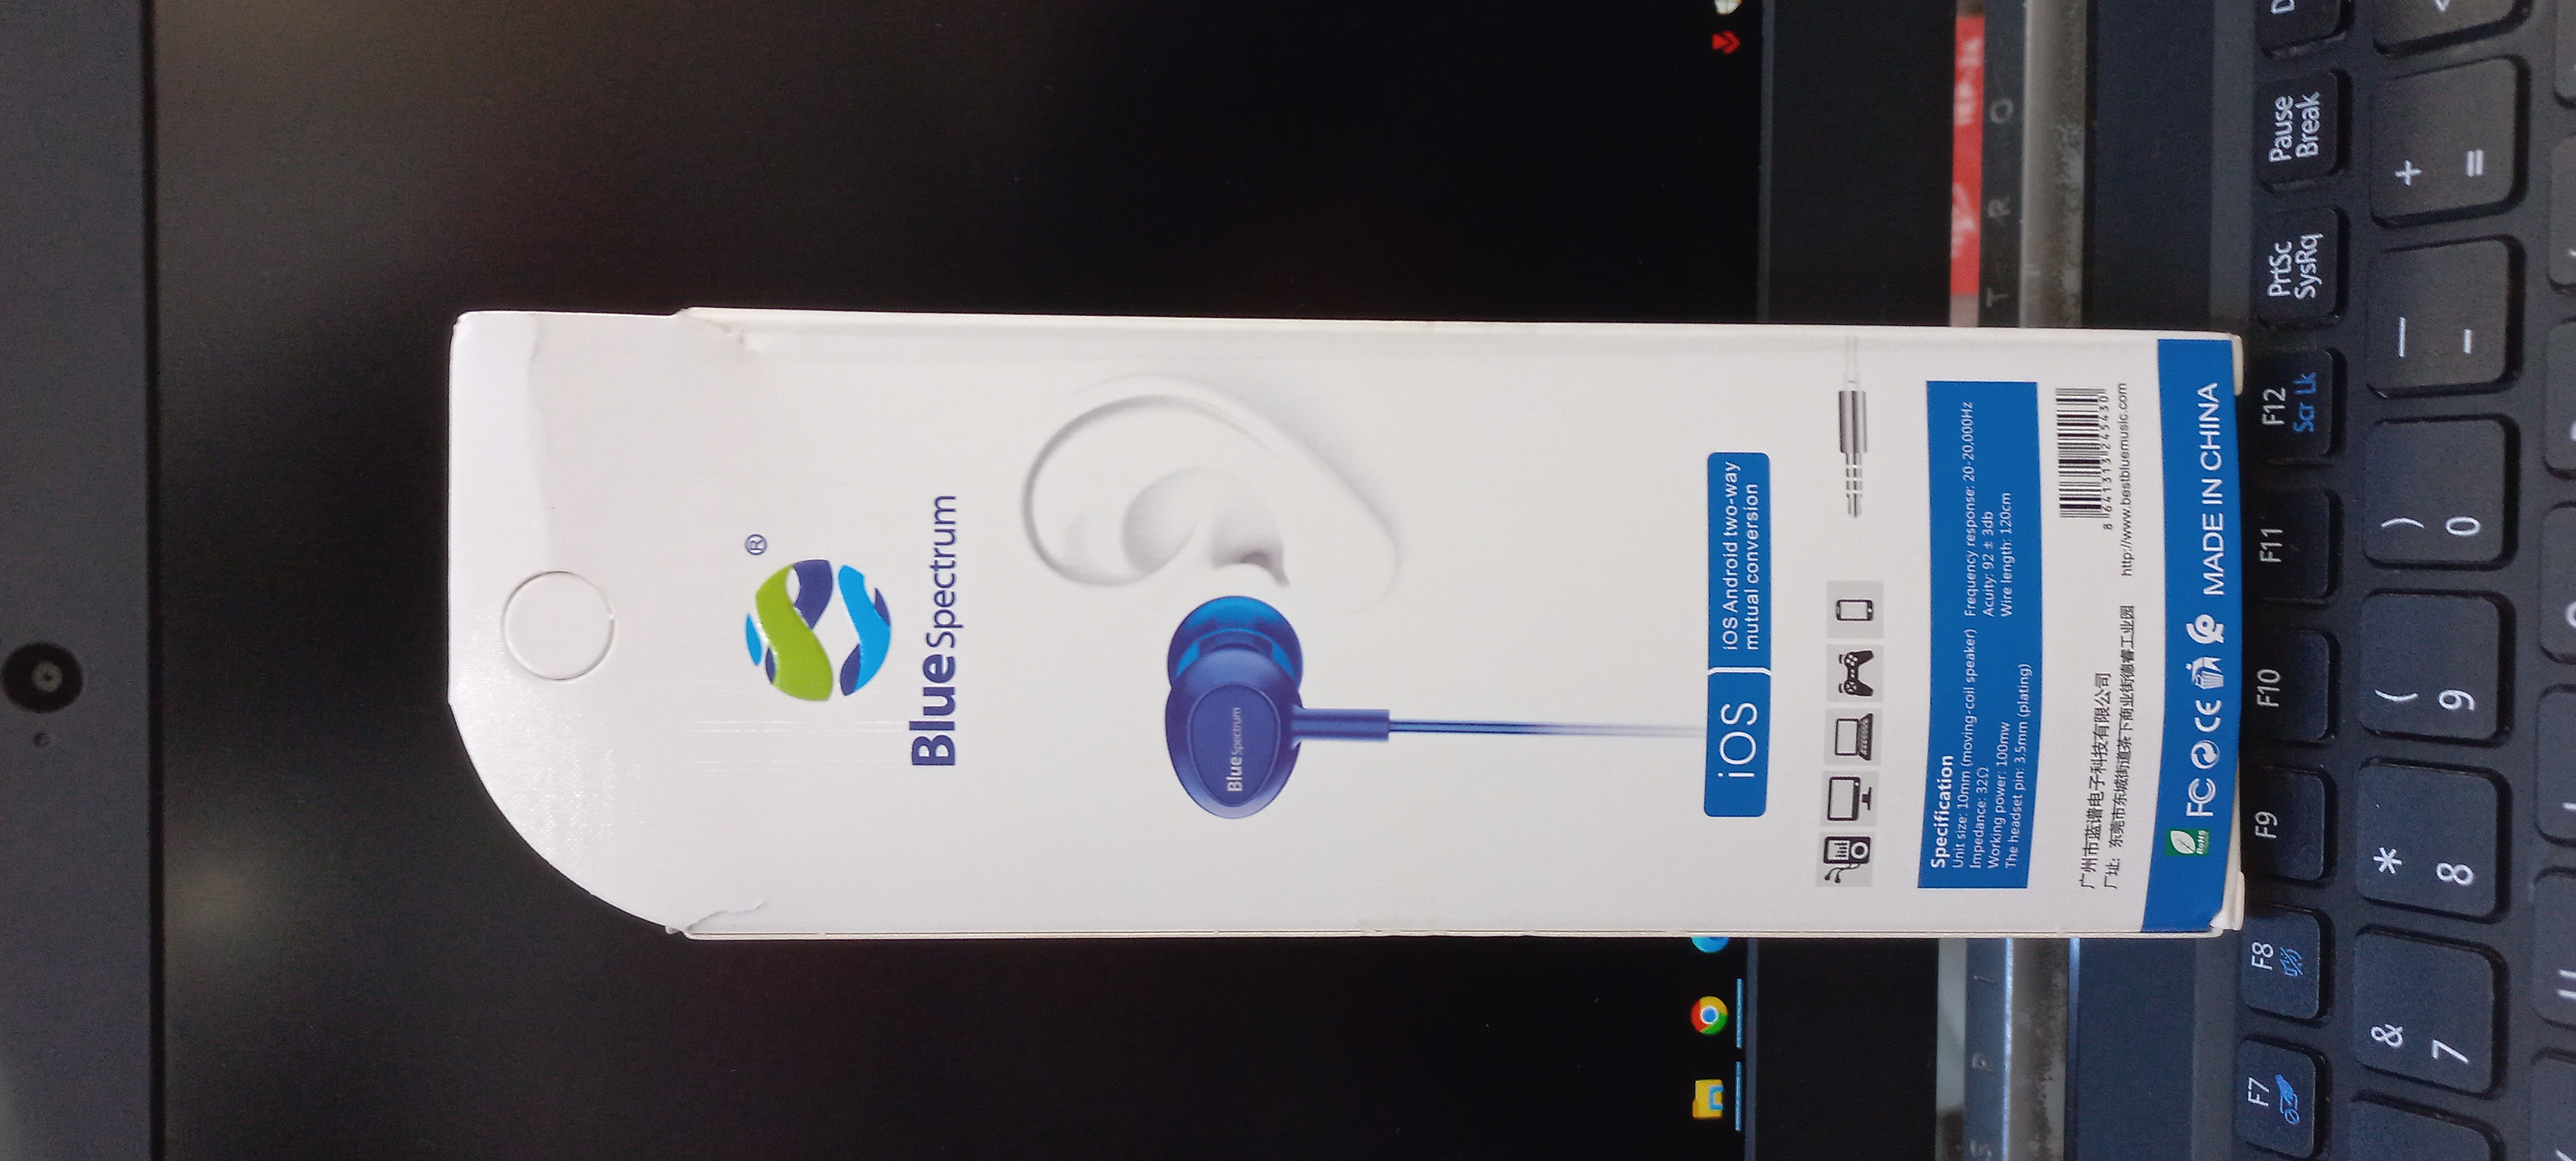 ®
Blue Spectrum
Blue Spectrum
iOS
iOS Android two-way
mutual conversion
Specification
Unit size: 10mm (moving-coil speaker)
Impedance: 32Ω
Working power: 100mw
The headset pin: 3.5mm (plating)
Frequency response: 20-20,000Hz
Acuity: 92 ± 3db
Wire length: 120cm
广州市蓝谱电子科技有限公司
厂址：东莞市东城街道茶下商业街德睿工业园
8 641313 245430
http://www.bestbluemusic.com
RoHS
FC
CE
MADE IN CHINA
T R O
F7
F8
F9
F10
F11
F12
Scr Lk
PrtSc
SysRq
Pause
Break
&
7
*
8
(
9
)
0
—
-
+
=